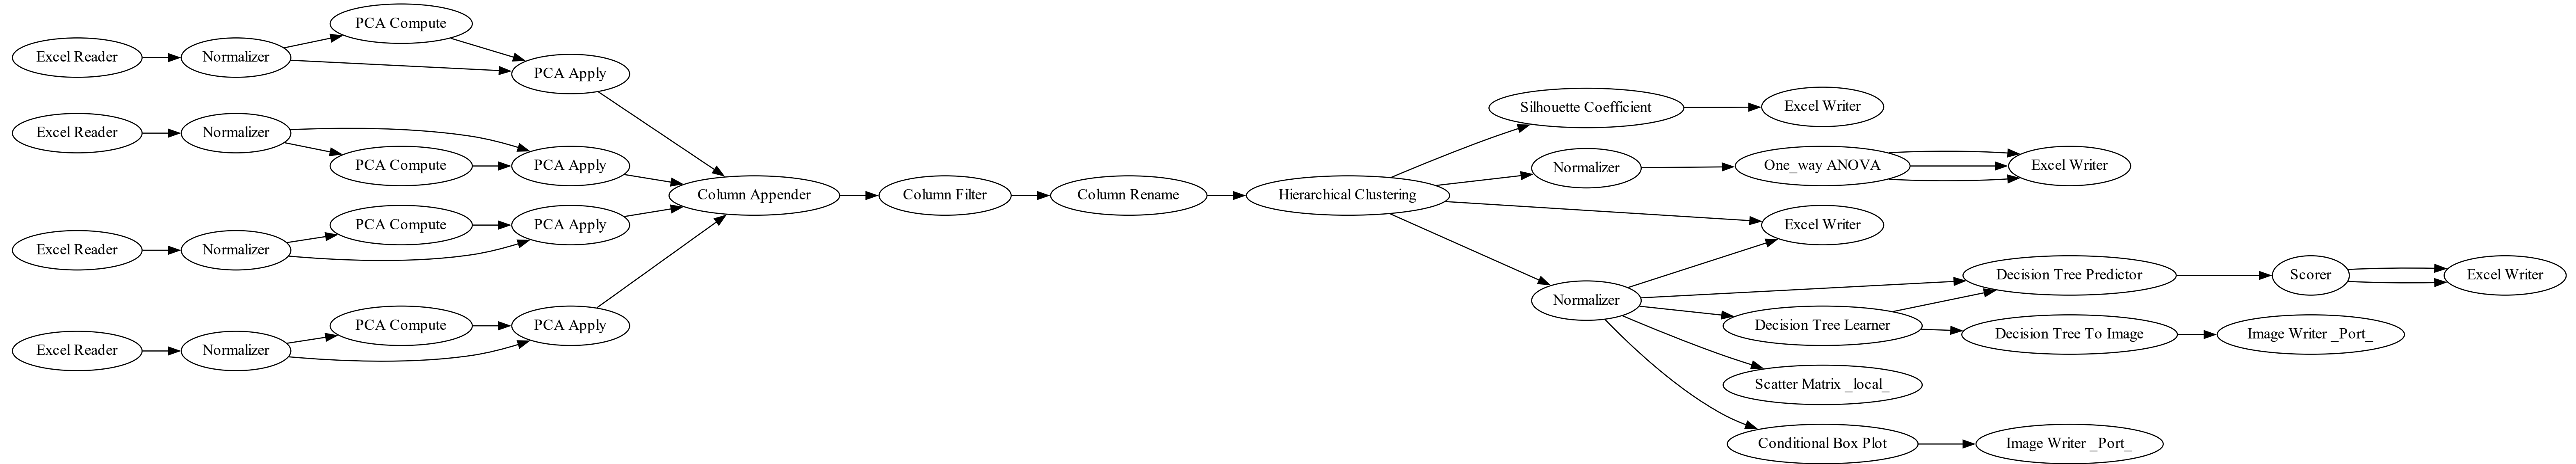 Excel Reader
Normalizer
PCA Compute
PCA Apply
Excel Reader
Normalizer
PCA Compute
PCA Apply
Excel Reader
Normalizer
PCA Compute
PCA Apply
Excel Reader
Normalizer
PCA Compute
PCA Apply
Column Appender
Column Filter
Column Rename
Hierarchical Clustering
Silhouette Coefficient
Excel Writer
Normalizer
One_way ANOVA
Excel Writer
Excel Writer
Normalizer
Decision Tree Predictor
Scorer
Excel Writer
Decision Tree Learner
Decision Tree To Image
Image Writer _Port_
Scatter Matrix _local_
Conditional Box Plot
Image Writer _Port_